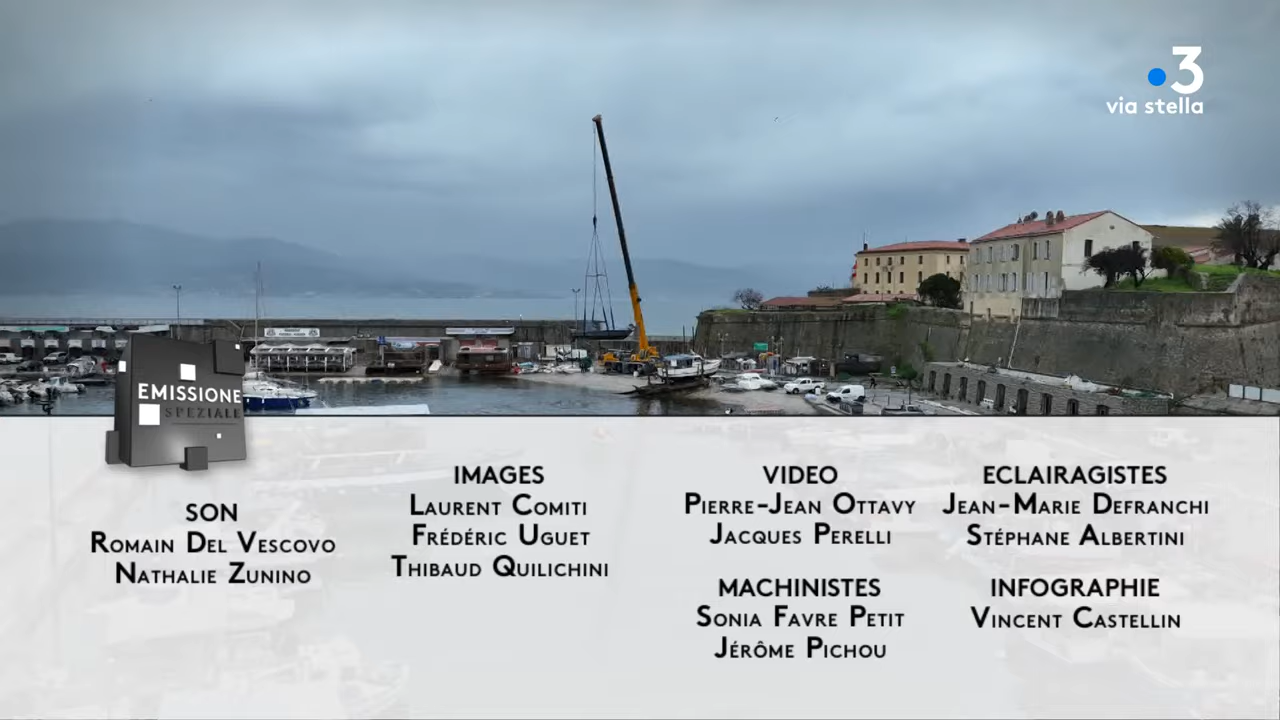 3
via stella
EMISSIONE
SPEZIALE
SON
ROMAIN DEL VESCOVO
NATHALIE ZUNINO
IMAGES
LAURENT COMITI
FRÉDÉRIC UGUET
THIBAUD QUILICHINI
VIDEO
PIERRE-JEAN OTTAVY
JACQUES PERELLI
MACHINISTES
SONIA FAVRE PETIT
JÉRÔME PICHOU
ECLAIRAGISTES
JEAN-MARIE DEFRANCHI
STÉPHANE ALBERTINI
INFOGRAPHIE
VINCENT CASTELLIN